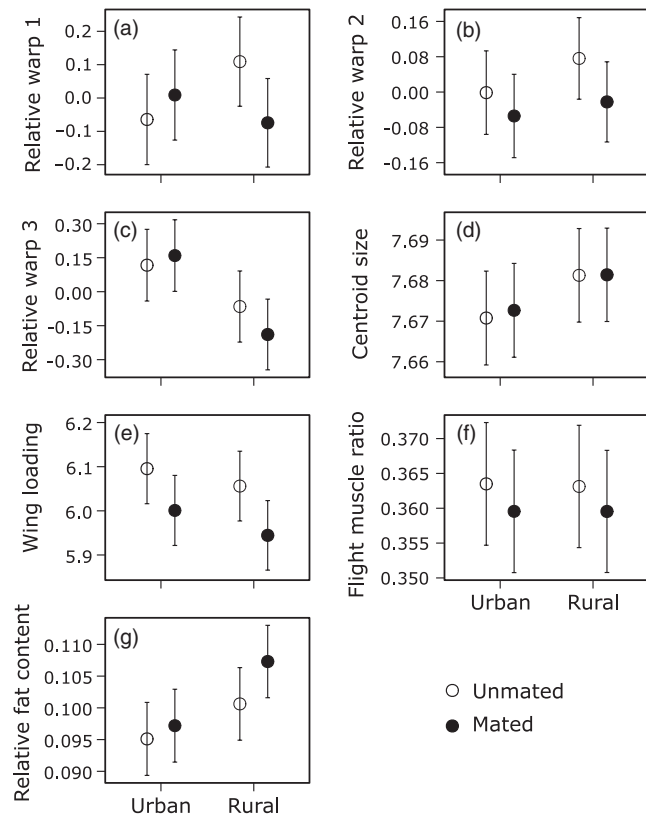 (a)
Relative warp 1
0.2
0.1
0.0
−0.1
−0.2
(b)
Relative warp 2
0.16
0.08
0.00
−0.08
−0.16
(c)
Relative warp 3
0.30
0.15
0.00
−0.15
−0.30
(d)
Centroid size
7.69
7.68
7.67
7.66
(e)
Wing loading
6.2
6.1
6.0
5.9
(f)
Flight muscle ratio
0.370
0.360
0.355
0.350
Urban Rural
(g)
Relative fat content
0.110
0.105
0.100
0.095
0.090
Urban Rural
Unmated
Mated